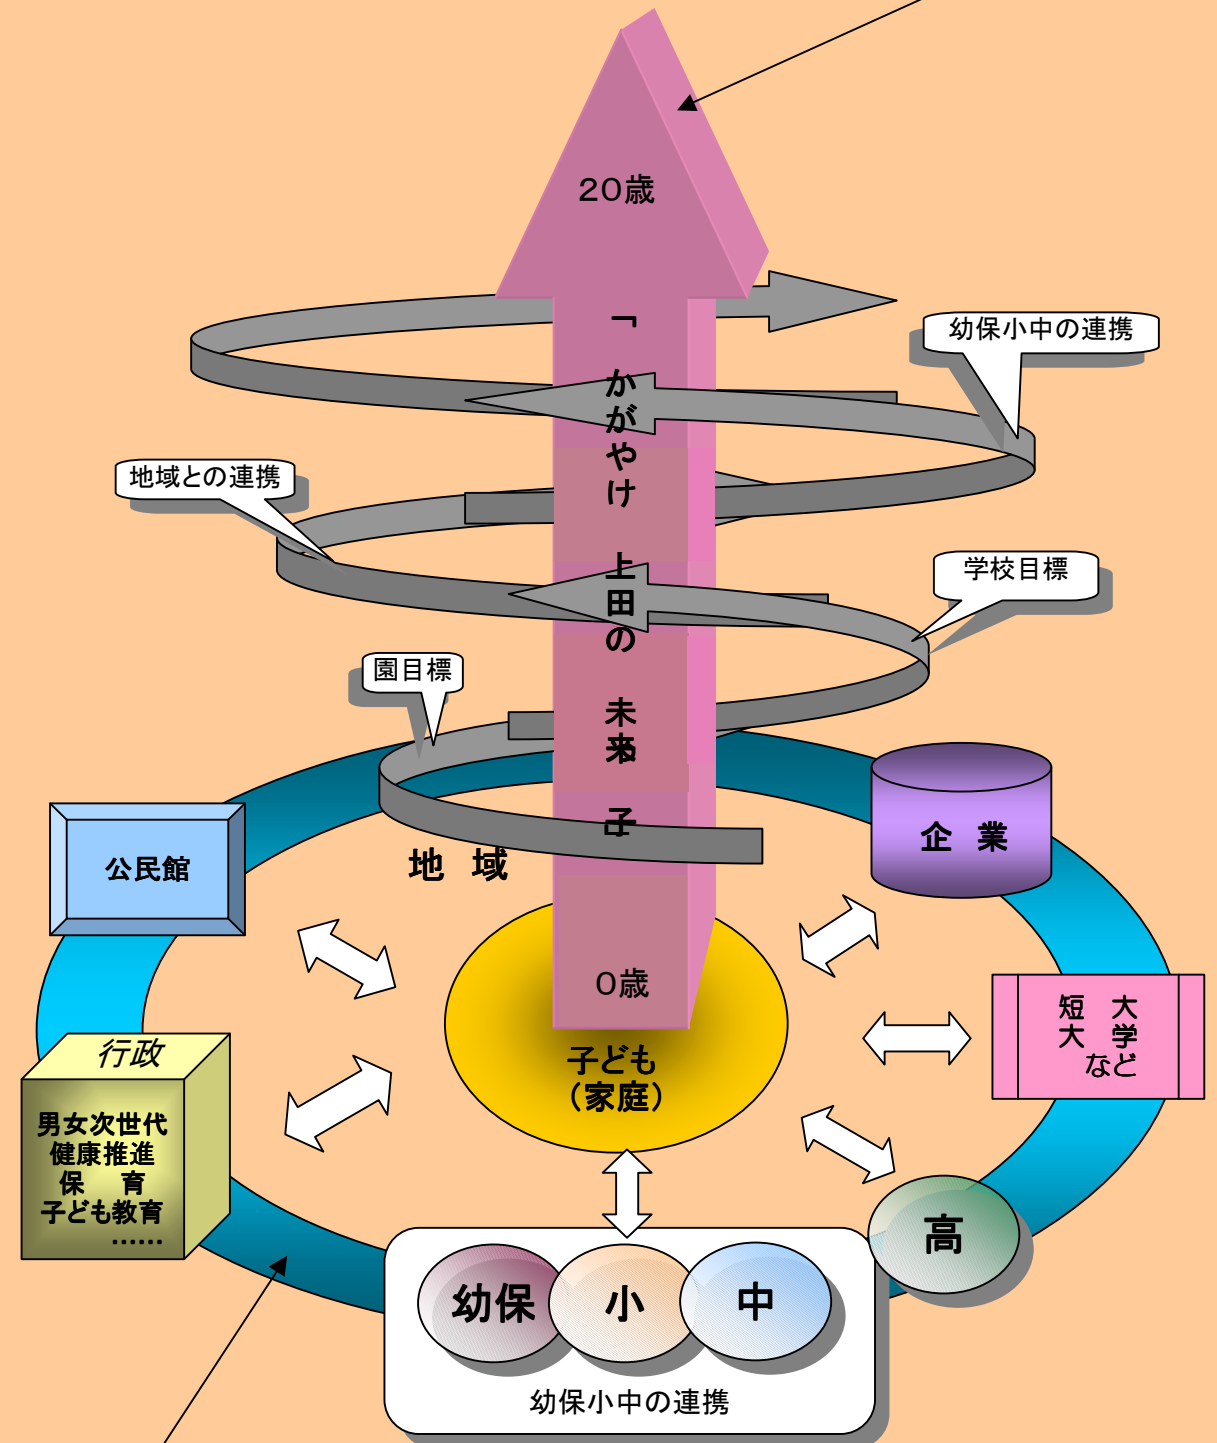 20歳
「かがやけ 上田の 未来 子
幼保小中の連携
地域との連携
学校目標
園目標
公民館
地 域
企 業
0歳
短 大
大 学
など
子ども
(家庭)
行政
男女次世代
健康推進
保 育
子ども教育
……
高
幼保
小
中
幼保小中の連携